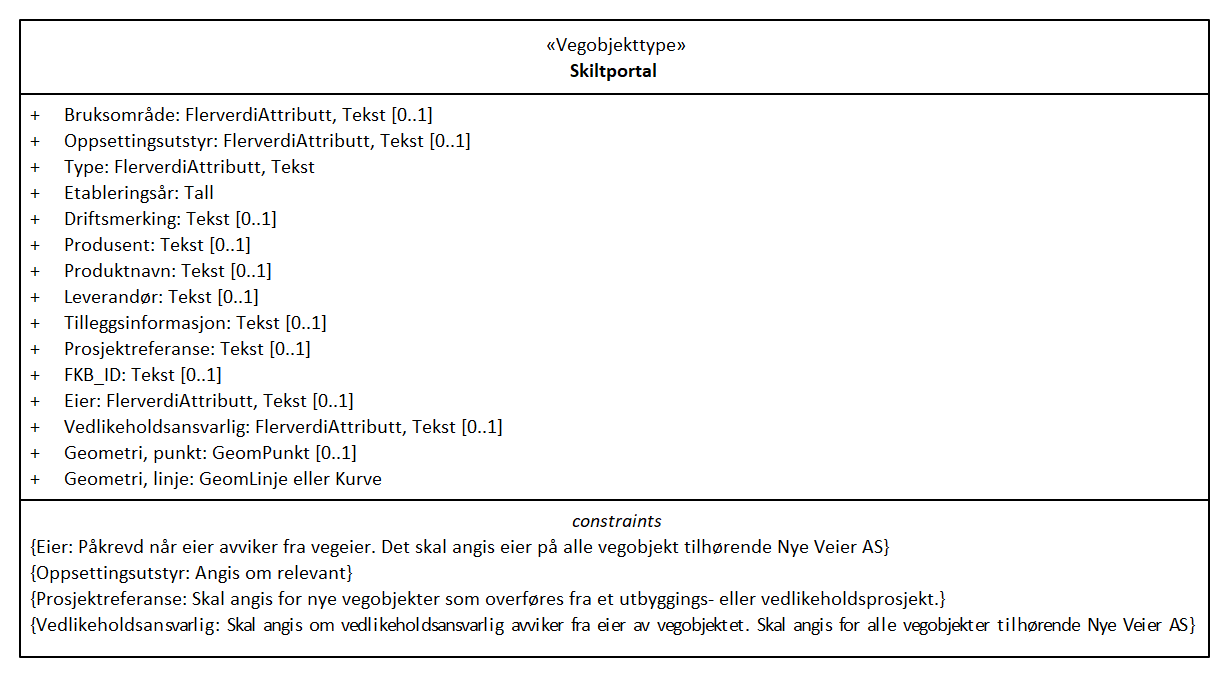 «Vegobjekttype»
Skiltportal
+ Bruksområde: FlerverdiAttributt, Tekst [0..1]
+ Oppsettingsutstyr: FlerverdiAttributt, Tekst [0..1]
+ Type: FlerverdiAttributt, Tekst
+ Etableringsår: Tall
+ Driftsmerking: Tekst [0..1]
+ Produsent: Tekst [0..1]
+ Produktnavn: Tekst [0..1]
+ Leverandør: Tekst [0..1]
+ Tilleggsinformasjon: Tekst [0..1]
+ Prosjektreferanse: Tekst [0..1]
+ FKB_ID: Tekst [0..1]
+ Eier: FlerverdiAttributt, Tekst [0..1]
+ Vedlikeholdsansvarlig: FlerverdiAttributt, Tekst [0..1]
+ Geometri, punkt: GeomPunkt [0..1]
+ Geometri, linje: GeomLinje eller Kurve
constraints
{Eier: Påkrevd når eier avviker fra vegeier. Det skal angis eier på alle vegobjekt tilhørende Nye Veier AS}
{Oppsettingsutstyr: Angis om relevant}
{Prosjektreferanse: Skal angis for nye vegobjekter som overføres fra et utbyggings- eller vedlikeholdsprosjekt.}
{Vedlikeholdsansvarlig: Skal angis om vedlikeholdsansvarlig avviker fra eier av vegobjektet. Skal angis for alle vegobjekter tilhørende Nye Veier AS}